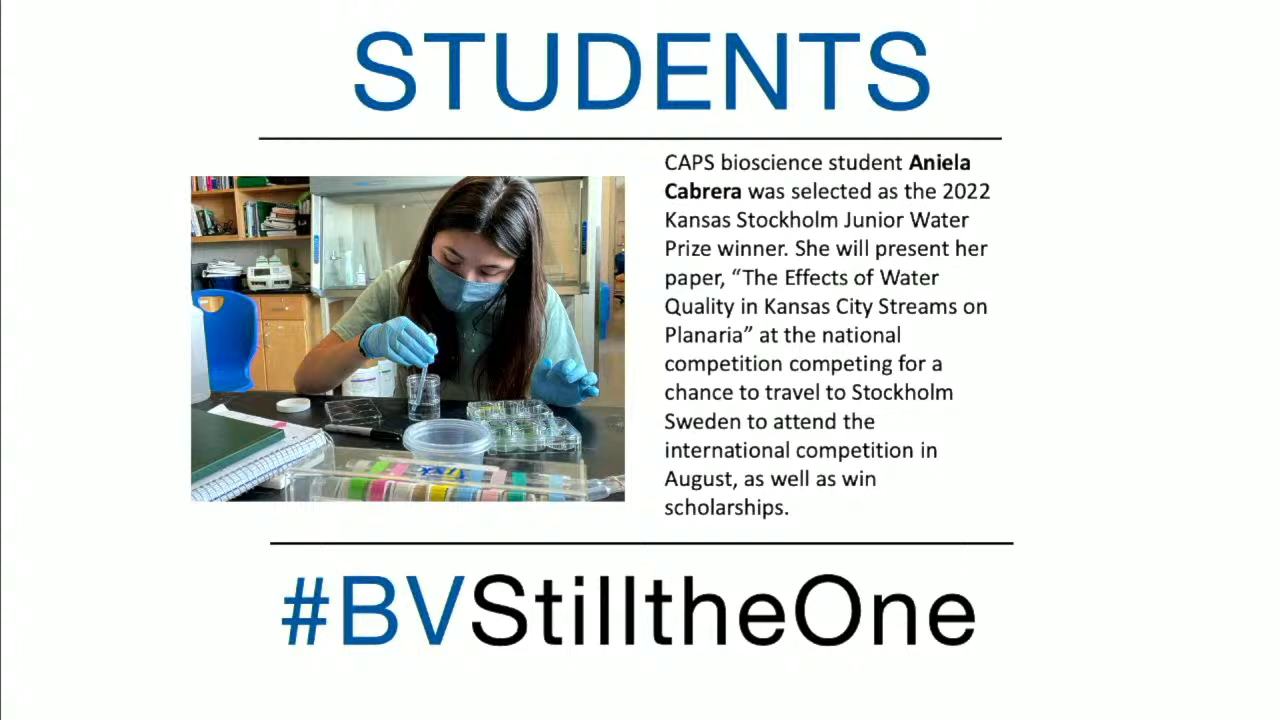 STUDENTS
CAPS bioscience student Aniela
Cabrera was selected as the 2022
Kansas Stockholm Junior Water
Prize winner. She will present her
paper, “The Effects of Water
Quality in Kansas City Streams on
Planaria” at the national
competition competing for a
chance to travel to Stockholm
Sweden to attend the
international competition in
August, as well as win
scholarships.
#BVStilltheOne